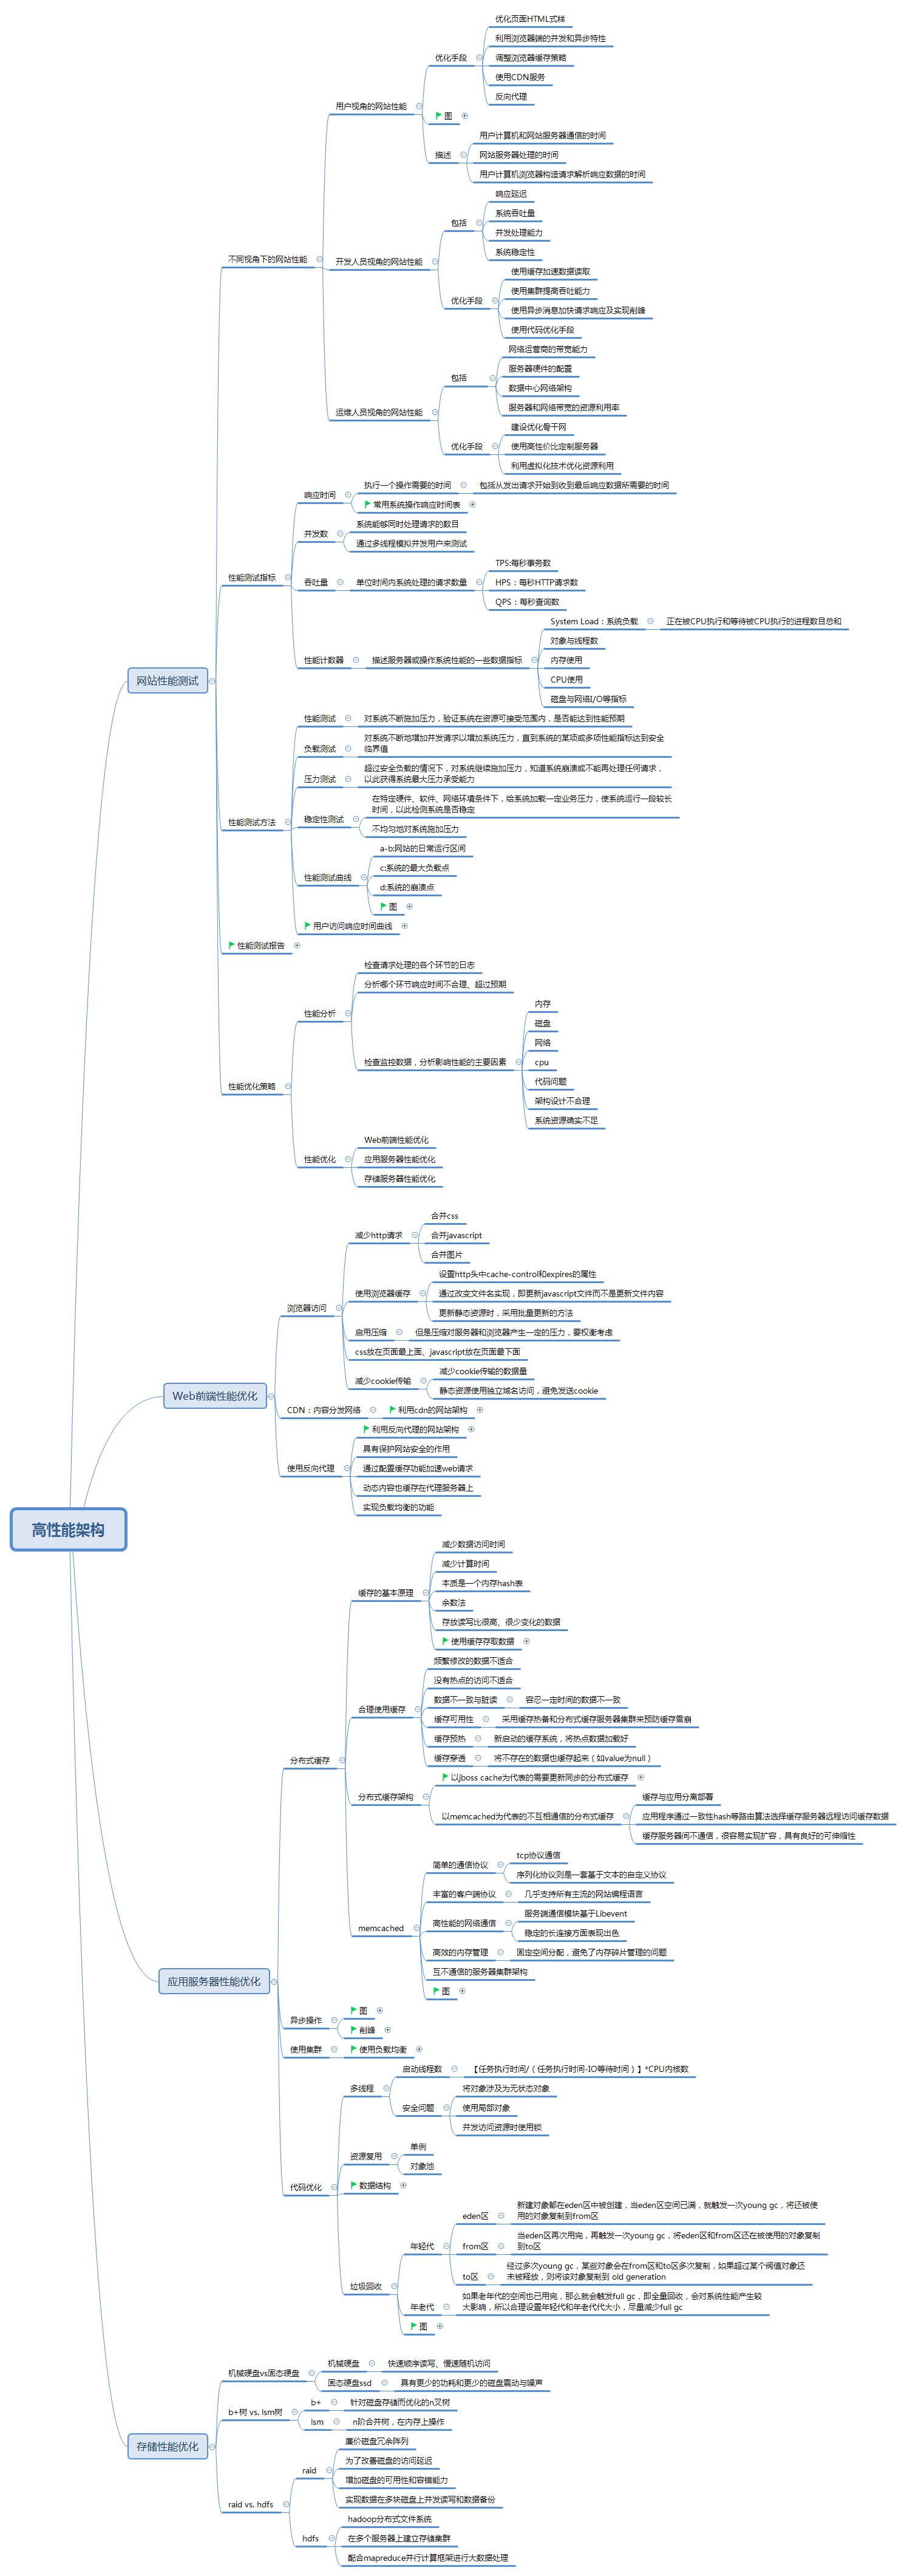 高性能架构
网站性能测试
不同视角下的网站性能
用户视角的网站性能
优化手段
优化页面HTML式样
利用浏览器端的并发和异步特性
调整浏览器缓存策略
使用CDN服务
反向代理
图
描述
用户计算机和网站服务器通信的时间
网站服务器处理的时间
用户计算机浏览器构造请求解析响应数据的时间
开发人员视角的网站性能
包括
响应延迟
系统吞吐量
并发处理能力
系统稳定性
优化手段
使用缓存加速数据读取
使用集群提高吞吐能力
使用异步消息加快请求响应及实现削峰
使用代码优化手段
运维人员视角的网站性能
包括
网络运营商的带宽能力
服务器硬件的配置
数据中心网络架构
服务器和网络带宽的资源利用率
优化手段
建设优化骨干网
使用高性价比定制服务器
利用虚拟化技术优化资源利用
性能测试指标
响应时间
执行一个操作需要的时间
包括从发出请求开始到收到最后响应数据所需要的时间
常用系统操作响应时间表
并发数
系统能够同时处理请求的数目
通过多线程模拟并发用户来测试
吞吐量
单位时间内系统处理的请求数量
TPS:每秒事务数
HPS：每秒HTTP请求数
QPS：每秒查询数
性能计数器
描述服务器或操作系统性能的一些数据指标
System Load：系统负载
正在被CPU执行和等待被CPU执行的进程数目总和
对象与线程数
内存使用
CPU使用
磁盘与网络I/O等指标
性能测试方法
性能测试
对系统不断施加压力，验证系统在资源可接受范围内，是否能达到性能预期
负载测试
对系统不断地增加并发请求以增加系统压力，直到系统的某项或多项性能指标达到安全
临界值
压力测试
超过安全负载的情况下，对系统继续施加压力，知道系统崩溃或不能再处理任何请求，
以此获得系统最大压力承受能力
稳定性测试
在特定硬件、软件、网络环境条件下，给系统加载一定业务压力，使系统运行一段较长
时间，以此检测系统是否稳定
不均匀地对系统施加压力
性能测试曲线
a-b:网站的日常运行区间
c:系统的最大负载点
d:系统的崩溃点
图
用户访问响应时间曲线
性能测试报告
性能优化策略
性能分析
检查请求处理的各个环节的日志
分析哪个环节响应时间不合理、超过预期
检查监控数据，分析影响性能的主要因素
内存
磁盘
网络
cpu
代码问题
架构设计不合理
系统资源确实不足
性能优化
Web前端性能优化
应用服务器性能优化
存储服务器性能优化
Web前端性能优化
浏览器访问
减少http请求
合并css
合并javascript
合并图片
使用浏览器缓存
设置http头中cache-control和expires的属性
通过改变文件名实现，即更新javascript文件而不是更新文件内容
更新静态资源时，采用批量更新的方法
启用压缩
但是压缩对服务器和浏览器产生一定的压力，要权衡考虑
css放在页面最上面、javascript放在页面最下面
减少cookie传输
减少cookie传输的数据量
静态资源使用独立域名访问，避免发送cookie
CDN：内容分发网络
利用cdn的网站架构
使用反向代理
利用反向代理的网站架构
具有保护网站安全的作用
通过配置缓存功能加速web请求
动态内容也缓存在代理服务器上
实现负载均衡的功能
应用服务器性能优化
分布式缓存
缓存的基本原理
减少数据访问时间
减少计算时间
本质是一个内存hash表
余数法
存放读写比很高、很少变化的数据
使用缓存存取数据
合理使用缓存
频繁修改的数据不适合
没有热点的访问不适合
数据不一致与脏读
容忍一定时间的数据不一致
缓存可用性
采用缓存热备和分布式缓存服务器集群来预防缓存雪崩
缓存预热
新启动的缓存系统，将热点数据加载好
缓存穿透
将不存在的数据也缓存起来（如value为null）
分布式缓存架构
以jboss cache为代表的需要更新同步的分布式缓存
以memcached为代表的不互相通信的分布式缓存
缓存与应用分离部署
应用程序通过一致性hash等路由算法选择缓存服务器远程访问缓存数据
缓存服务器间不通信，很容易实现扩容，具有良好的可伸缩性
memcached
简单的通信协议
tcp协议通信
序列化协议则是一套基于文本的自定义协议
丰富的客户端协议
几乎支持所有主流的网站编程语言
高性能的网络通信
服务端通信模块基于Libevent
稳定的长连接方面表现出色
高效的内存管理
固定空间分配，避免了内存碎片管理的问题
互不通信的服务器集群架构
图
异步操作
图
削峰
使用集群
使用负载均衡
代码优化
多线程
启动线程数
【任务执行时间/（任务执行时间-IO等待时间）】*CPU内核数
安全问题
将对象涉及为无状态对象
使用局部对象
并发访问资源时使用锁
资源复用
单例
对象池
数据结构
垃圾回收
年轻代
eden区
新建对象都在eden区中被创建，当eden区空间已满，就触发一次young gc，将还被使
用的对象复制到from区
from区
当eden区再次用完，再触发一次young gc，将eden区和from区还在被使用的对象复制
到to区
to区
经过多次young gc，某些对象会在from区和to区多次复制，如果超过某个阀值对象还
未被释放，则将该对象复制到 old generation
年老代
如果老年代的空间也已用完，那么就会触发full gc，即全量回收，会对系统性能产生较
大影响，所以合理设置年轻代和年老代代大小，尽量减少full gc
图
存储性能优化
机械硬盘vs固态硬盘
机械硬盘
快速顺序读写、慢速随机访问
固态硬盘ssd
具有更少的功耗和更少的磁盘震动与噪声
b+树 vs. lsm树
b+
针对磁盘存储而优化的n叉树
lsm
n阶合并树，在内存上操作
raid vs. hdfs
raid
廉价磁盘冗余阵列
为了改善磁盘的访问延迟
增加磁盘的可用性和容错能力
实现数据在多块磁盘上并发读写和数据备份
hdfs
hadoop分布式文件系统
在多个服务器上建立存储集群
配合mapreduce并行计算框架进行大数据处理